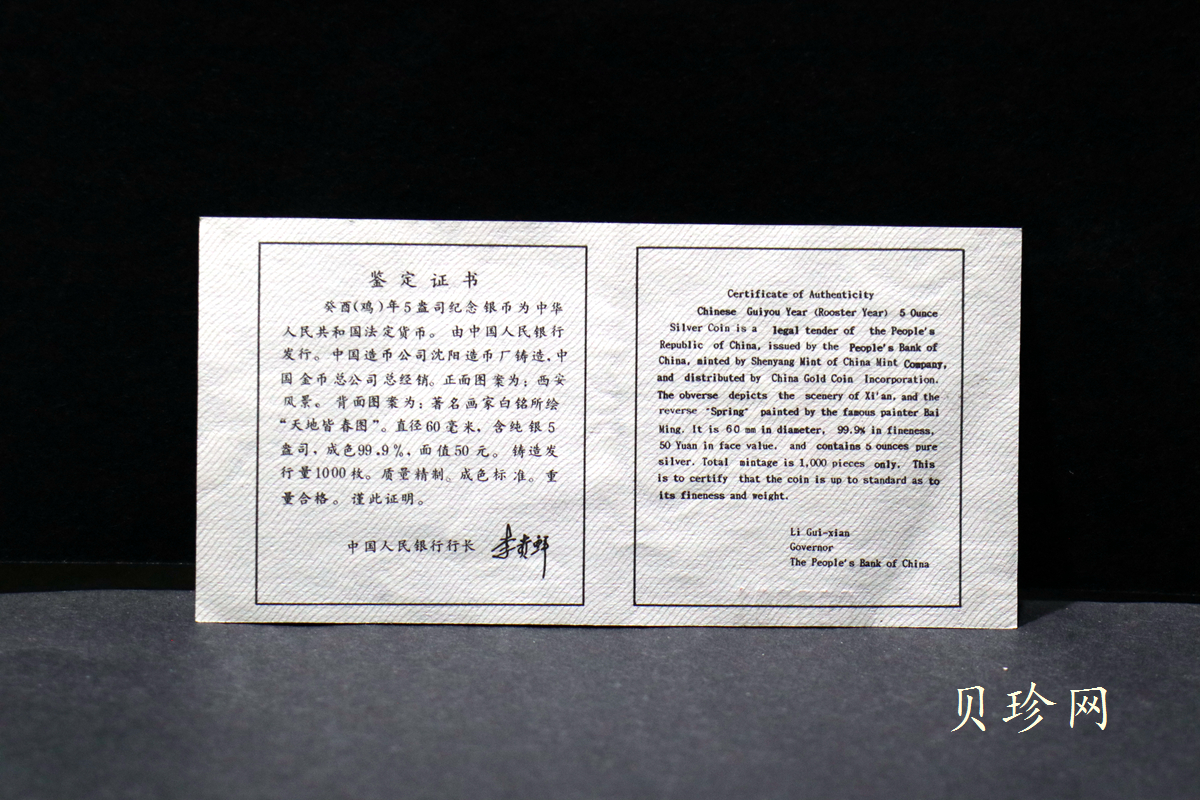 鉴定证书
癸酉(鸡)年5盎司纪念银币为中华
人民共和国法定货币。由中国人民银行
发行。中国造币公司沈阳造币厂铸造,中
国金币总公司总经销。正面图案为:西安
风景。背面图案为:著名画家白铭所绘
“天地皆春图”。直径60毫米,含纯银5
盎司,成色99.9%,面值50元。铸造发
行量1000枚。质量精制。成色标准。重
量合格。谨此证明。
中国人民银行行长 李贵鲜
Certificate of Authenticity
Chinese Guiyou Year (Rooster Year) 5 Ounce
Silver Coin is a legal tender of the People's
Republic of China, issued by the People's Bank of
China, minted by Shenyang Mint of China Mint Company,
and distributed by China Gold Coin Incorporation.
The obverse depicts the scenery of Xi'an, and the
reverse "Spring" painted by the famous painter Bai
Ming. It is 60 mm in diameter, 99.9% in fineness,
50 Yuan in face value, and contains 5 ounces pure
silver. Total mintage is 1,000 pieces only. This
is to certify that the coin is up to standard as to
its fineness and weight.
Li Gui-xian
Governor
The People's Bank of China
贝珍网